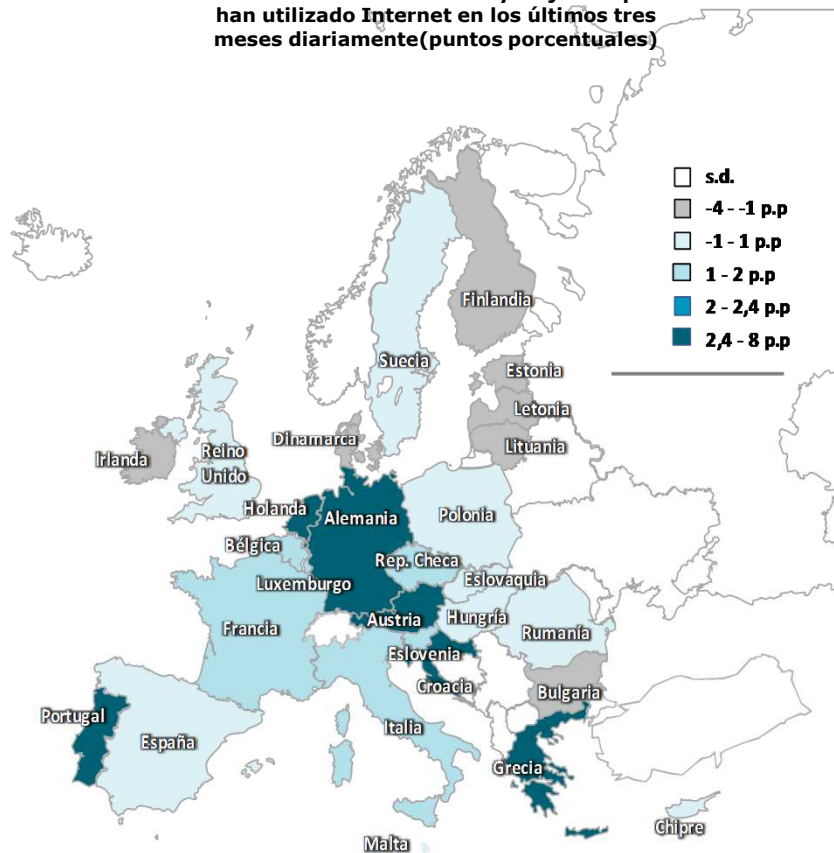 han utilizado Internet en los últimos tres
meses diariamente(puntos porcentuales)
s.d.
-4 - -1 p.p
-1 - 1 p.p
1 - 2 p.p
2 - 2,4 p.p
2,4 - 8 p.p
Finlandia
Suecia
Estonia
Letonia
Dinamarca
Lituania
Irlanda
Reino
Unido
Holanda
Alemania
Polonia
Bélgica
Rep. Checa
Luxemburgo
Eslovaquia
Austria
Hungría
Francia
Rumanía
Eslovenia
Croacia
Bulgaria
Portugal
España
Italia
Grecia
Chipre
Malta